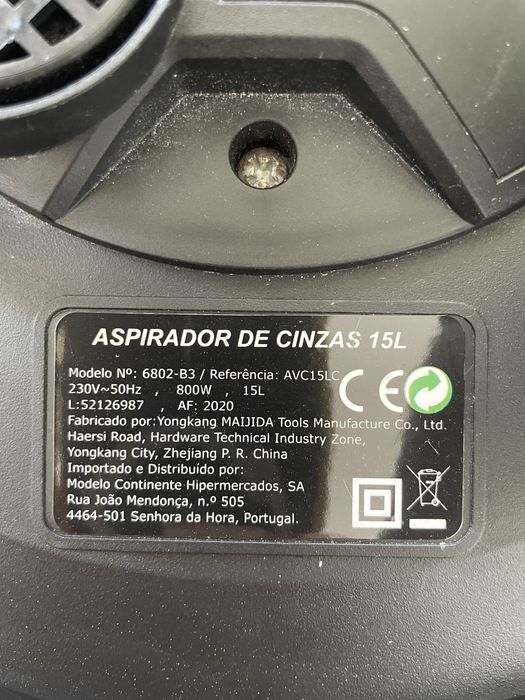 ASPIRADOR DE CINZAS 15L
Modelo Nº: 6802-B3 / Referência: AVC15LC
230V~50Hz , 800W , 15L
L:52126987 , AF: 2020
CE
Fabricado por:Yongkang MAIJIDA Tools Manufacture Co., Ltd.
Haersi Road, Hardware Technical Industry Zone,
Yongkang City, Zhejiang P. R. China
Importado e Distribuído por:
Modelo Continente Hipermercados, SA
Rua João Mendonça, n.º 505
4464-501 Senhora da Hora, Portugal.